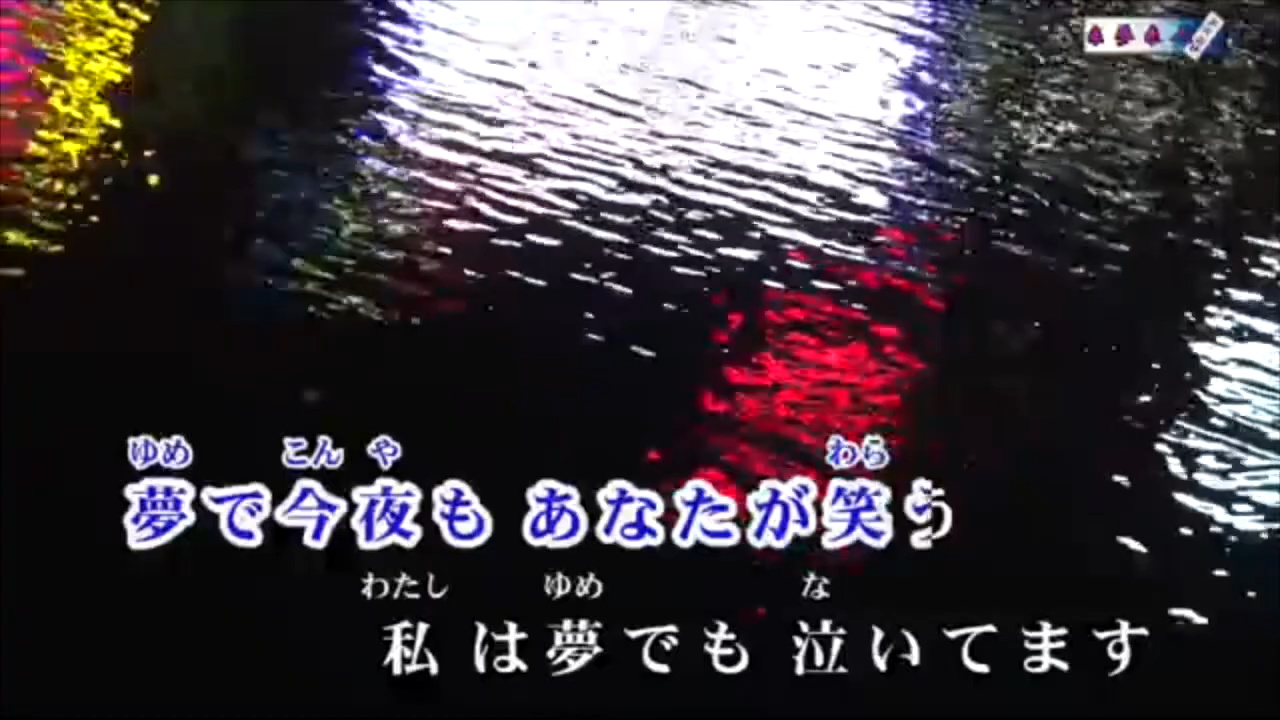 ゆめ こんや わら
夢で今夜も あなたが笑う
わたし ゆめ な
私は夢でも 泣いてます